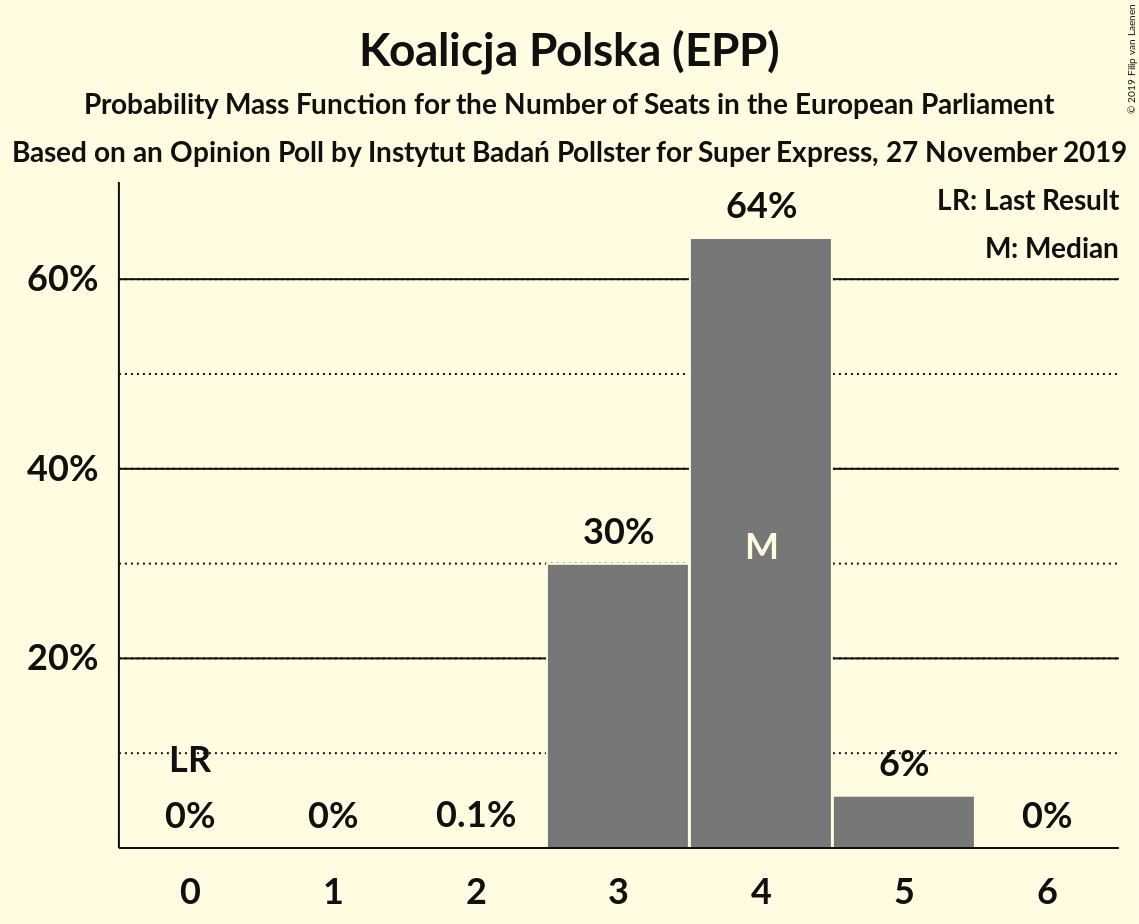 Koalicja Polska (EPP)
Probability Mass Function for the Number of Seats in the European Parliament
Based on an Opinion Poll by Instytut Badań Pollster for Super Express, 27 November 2019
© 2019 Filip van Laenen
LR: Last Result
M: Median
60%
40%
20%
LR
0%
0%
0.1%
30%
64%
M
6%
0%
0
1
2
3
4
5
6